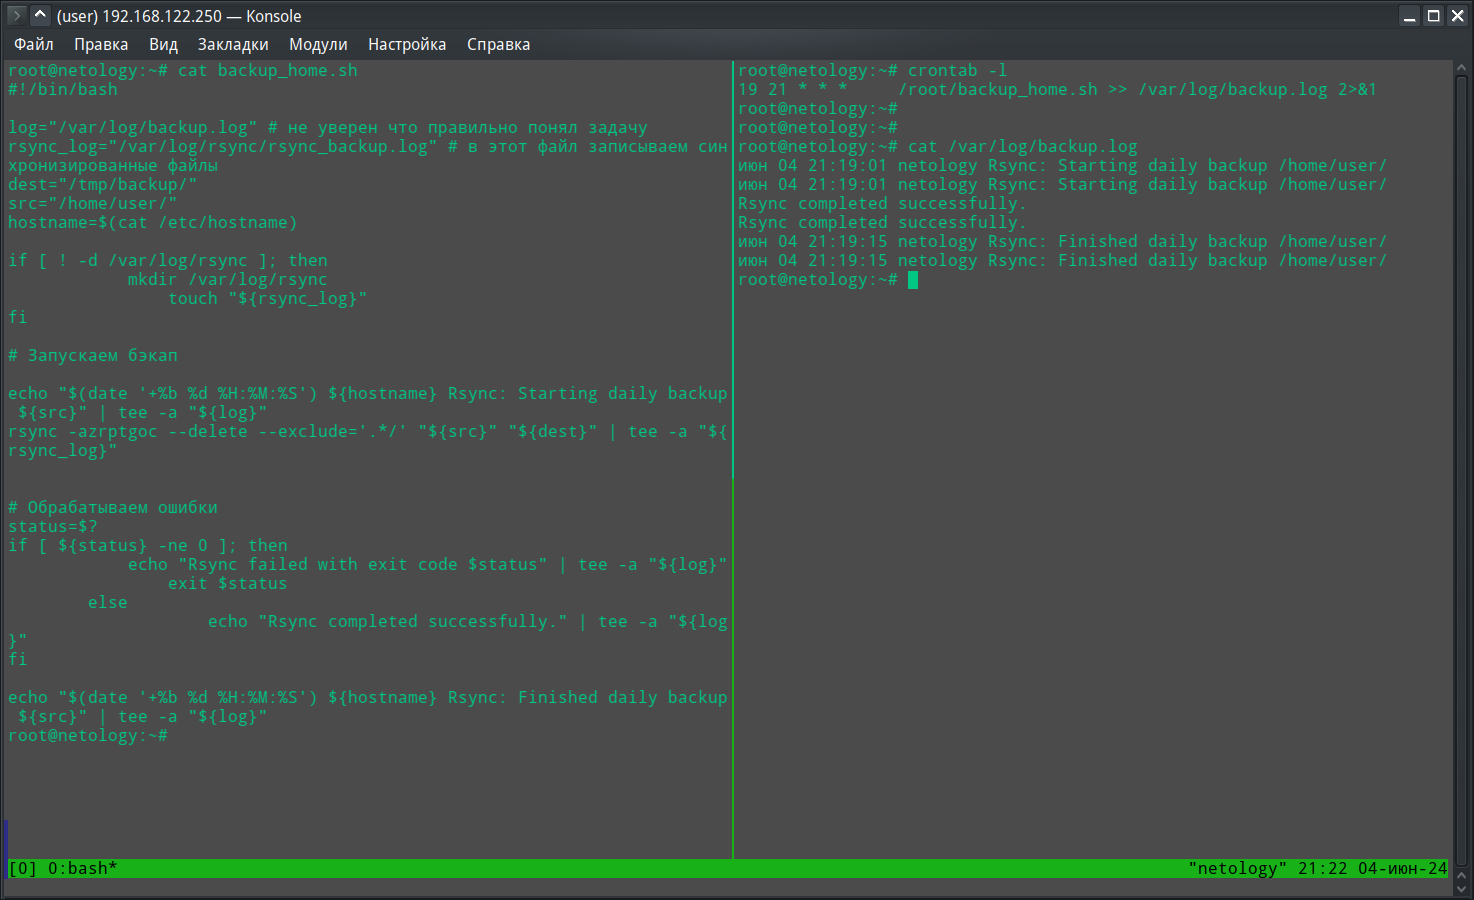 (user) 192.168.122.250 — Konsole
Файл Правка Вид Закладки Модули Настройка Справка
root@netology:~# cat backup_home.sh
#!/bin/bash

log="/var/log/backup.log" # не уверен что правильно понял задачу
rsync_log="/var/log/rsync/rsync_backup.log" # в этот файл записываем син
хронизированные файлы
dest="/tmp/backup/"
src="/home/user/"
hostname=$(cat /etc/hostname)

if [ ! -d /var/log/rsync ]; then
            mkdir /var/log/rsync
                touch "${rsync_log}"
fi

# Запускаем бэкап

echo "$(date '+%b %d %H:%M:%S') ${hostname} Rsync: Starting daily backup
 ${src}" | tee -a "${log}"
rsync -azrptgoc --delete --exclude='.*/' "${src}" "${dest}" | tee -a "${
rsync_log}"

# Обрабатываем ошибки
status=$?
if [ ${status} -ne 0 ]; then
            echo "Rsync failed with exit code $status" | tee -a "${log}"
                exit $status
        else
                    echo "Rsync completed successfully." | tee -a "${log
}"
fi

echo "$(date '+%b %d %H:%M:%S') ${hostname} Rsync: Finished daily backup
 ${src}" | tee -a "${log}"
root@netology:~#
root@netology:~# crontab -l
19 21 * * *     /root/backup_home.sh >> /var/log/backup.log 2>&1
root@netology:~#
root@netology:~#
root@netology:~# cat /var/log/backup.log
июн 04 21:19:01 netology Rsync: Starting daily backup /home/user/
июн 04 21:19:01 netology Rsync: Starting daily backup /home/user/
Rsync completed successfully.
Rsync completed successfully.
июн 04 21:19:15 netology Rsync: Finished daily backup /home/user/
июн 04 21:19:15 netology Rsync: Finished daily backup /home/user/
root@netology:~#
[0] 0:bash* "netology" 21:22 04-июн-24